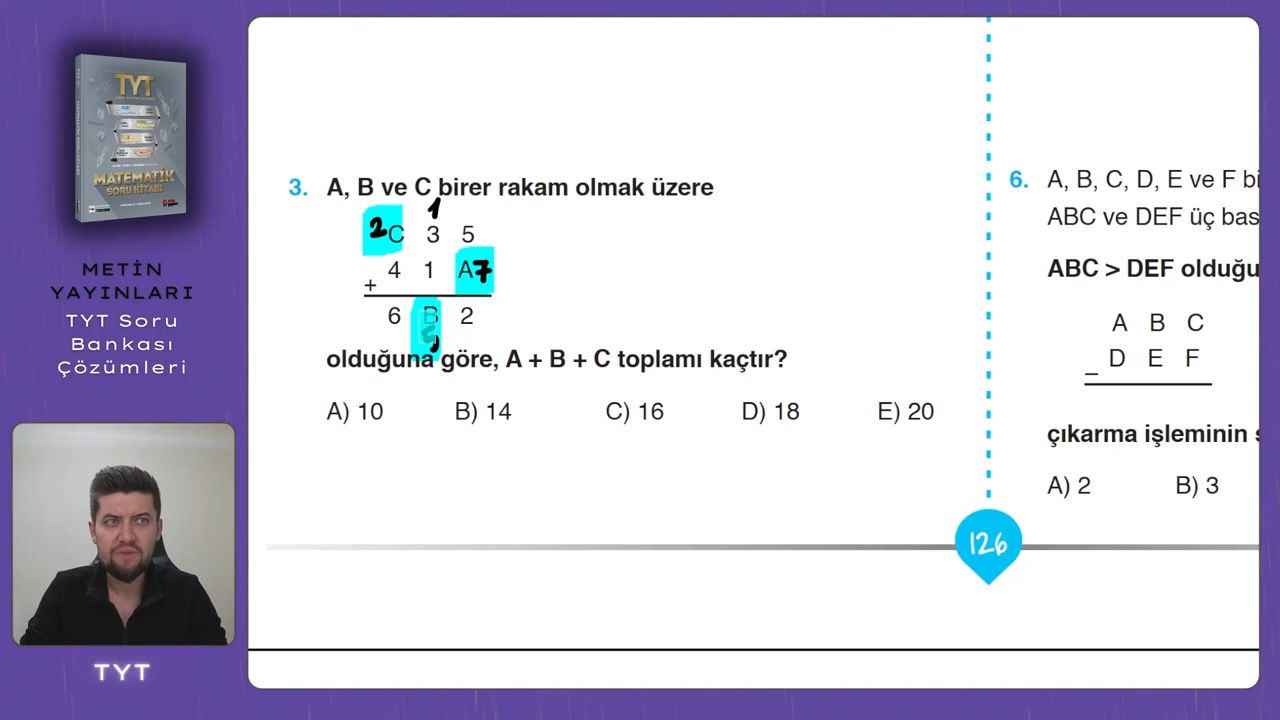 TYT
MATEMATİK
SORU KİTABI
METİN
YAYINLARI
TYT Soru
Bankası
Çözümleri
TYT
3. A, B ve C birer rakam olmak üzere
1
2 C 3 5
4 1 A 7
+
6 B 2
olduğuna göre, A + B + C toplamı kaçtır?
A) 10 B) 14 C) 16 D) 18 E) 20
126
6. A, B, C, D, E ve F bi
ABC ve DEF üç bas
ABC > DEF olduğu
A B C
D E F
–
çıkarma işleminin s
A) 2 B) 3